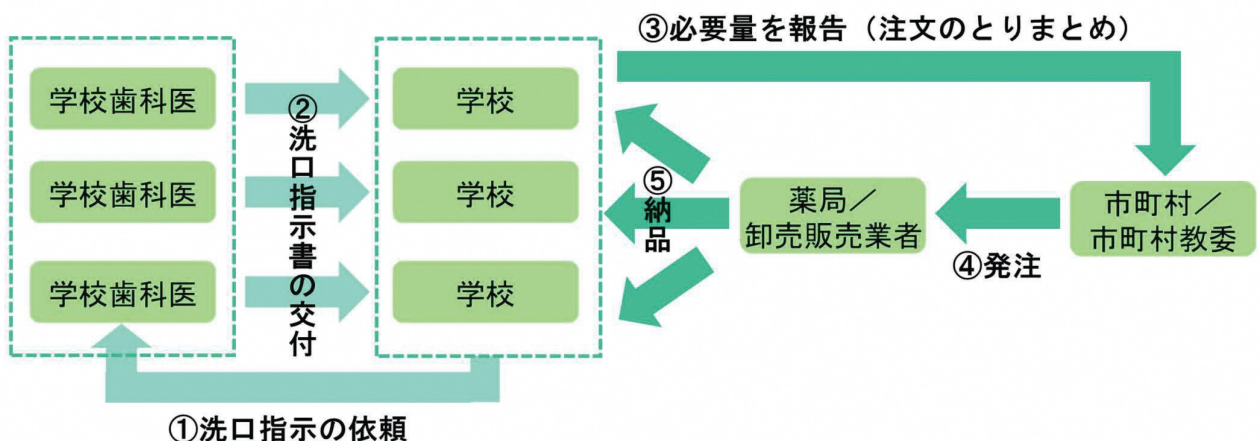 ③必要量を報告（注文のとりまとめ）
学校歯科医
学校歯科医
学校歯科医
②洗口指示書の交付
学校
学校
学校
⑤納品
薬局／
卸売販売業者
④発注
市町村／
市町村教委
①洗口指示の依頼